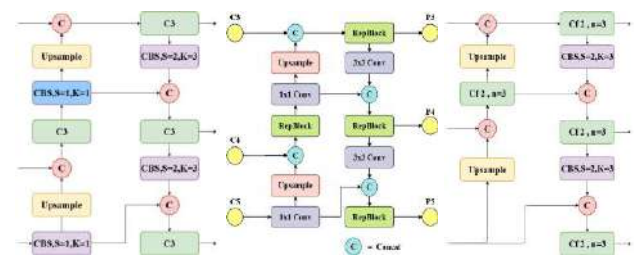 C
C3
Upsample
CBS,S=2,K=3
CBS,S=1,K=1
C
C3
C3
C
CBS,S=2,K=3
Upsample
C
CBS,S=1,K=1
C3
C3
C
RepBlock
P3
Upsample
3x3 Conv
1x1 Conv
C
RepBlock
RepBlock
P4
C4
C
3x3 Conv
Upsample
C
C5
1x1 Conv
RepBlock
P5
C = Concat
C
Cf2 , n=3
Upsample
CBS,S=2,K=3
Cf2 , n=3
C
C
Cf2 , n=3
Upsample
CBS,S=2,K=3
C
Cf2 , n=3